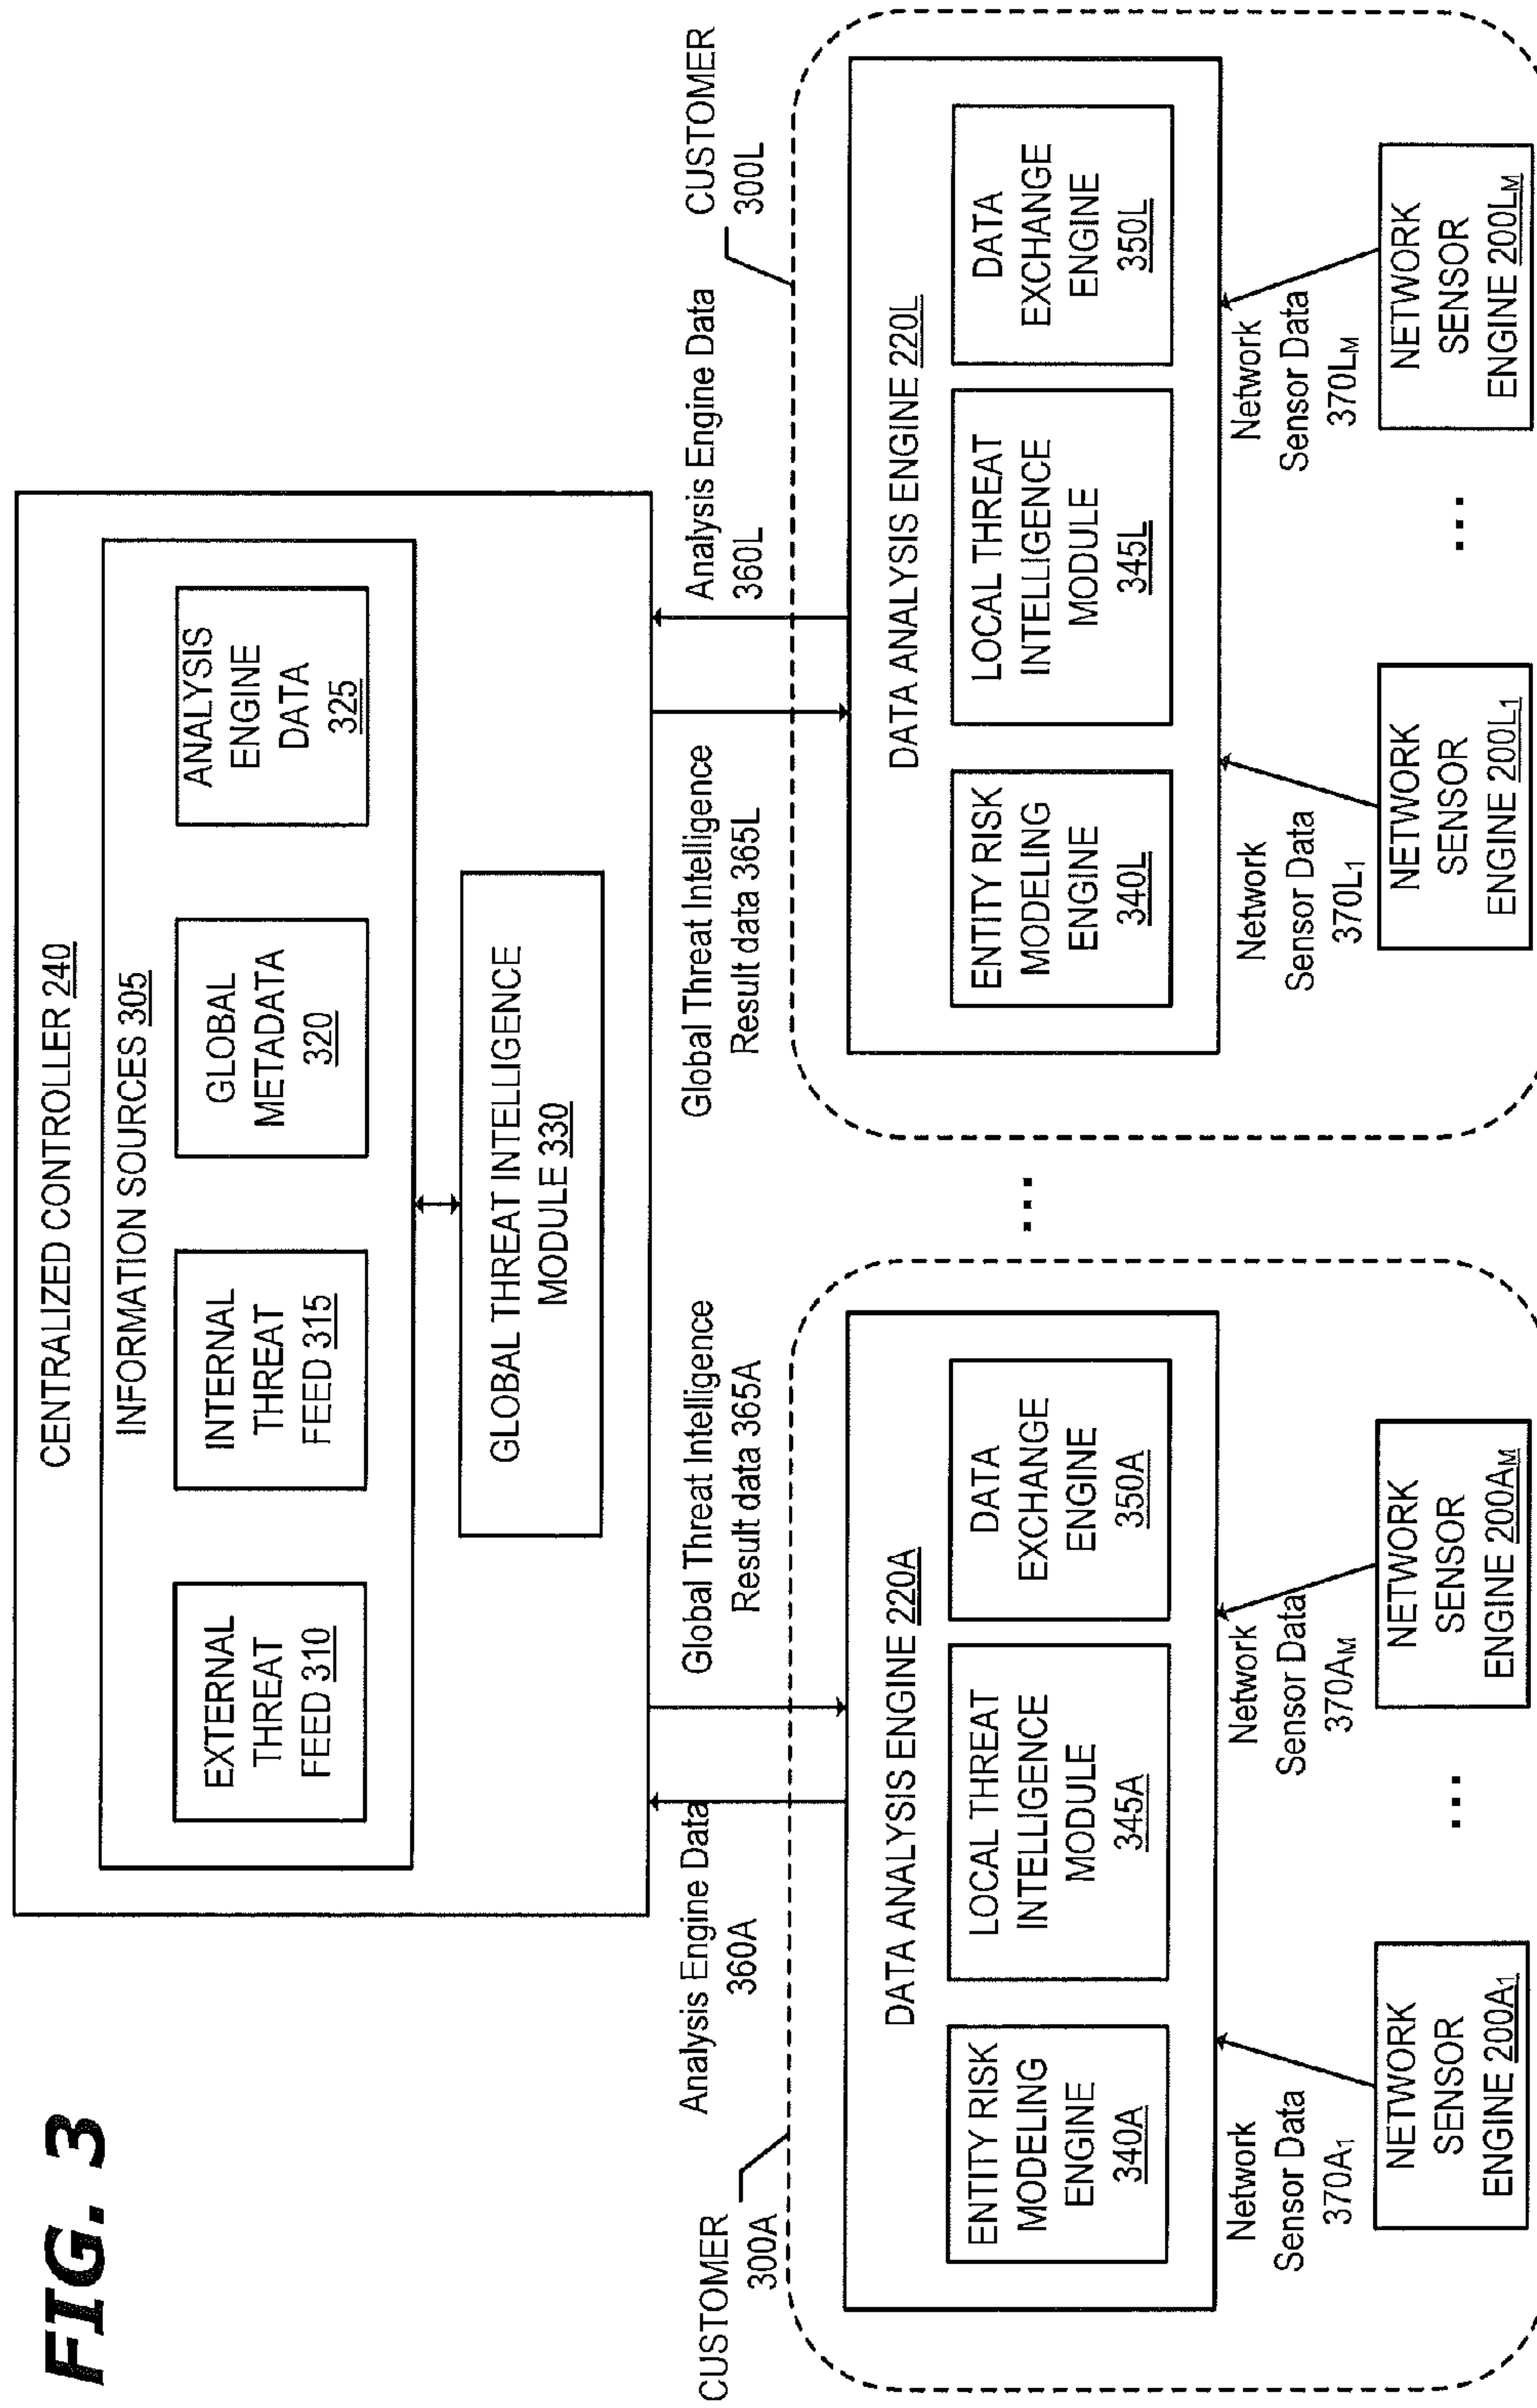 FIG. 3
CENTRALIZED CONTROLLER 240
INFORMATION SOURCES 305
EXTERNAL
THREAT
FEED 310
INTERNAL
THREAT
FEED 315
GLOBAL
METADATA
320
ANALYSIS
ENGINE
DATA
325
GLOBAL THREAT INTELLIGENCE
MODULE 330
CUSTOMER
300A
Analysis Engine Data
360A
Global Threat Intelligence
Result data 365A
Global Threat Intelligence
Result data 365L
Analysis Engine Data
360L
CUSTOMER
300L
DATA ANALYSIS ENGINE 220A
ENTITY RISK
MODELING
ENGINE
340A
LOCAL THREAT
INTELLIGENCE
MODULE
345A
DATA
EXCHANGE
ENGINE
350A
Network
Sensor Data
370A1
Network
Sensor Data
370AM
NETWORK
SENSOR
ENGINE 200A1
...
NETWORK
SENSOR
ENGINE 200AM
...
DATA ANALYSIS ENGINE 220L
ENTITY RISK
MODELING
ENGINE
340L
LOCAL THREAT
INTELLIGENCE
MODULE
345L
DATA
EXCHANGE
ENGINE
350L
Network
Sensor Data
370L1
Network
Sensor Data
370LM
NETWORK
SENSOR
ENGINE 200L1
...
NETWORK
SENSOR
ENGINE 200LM